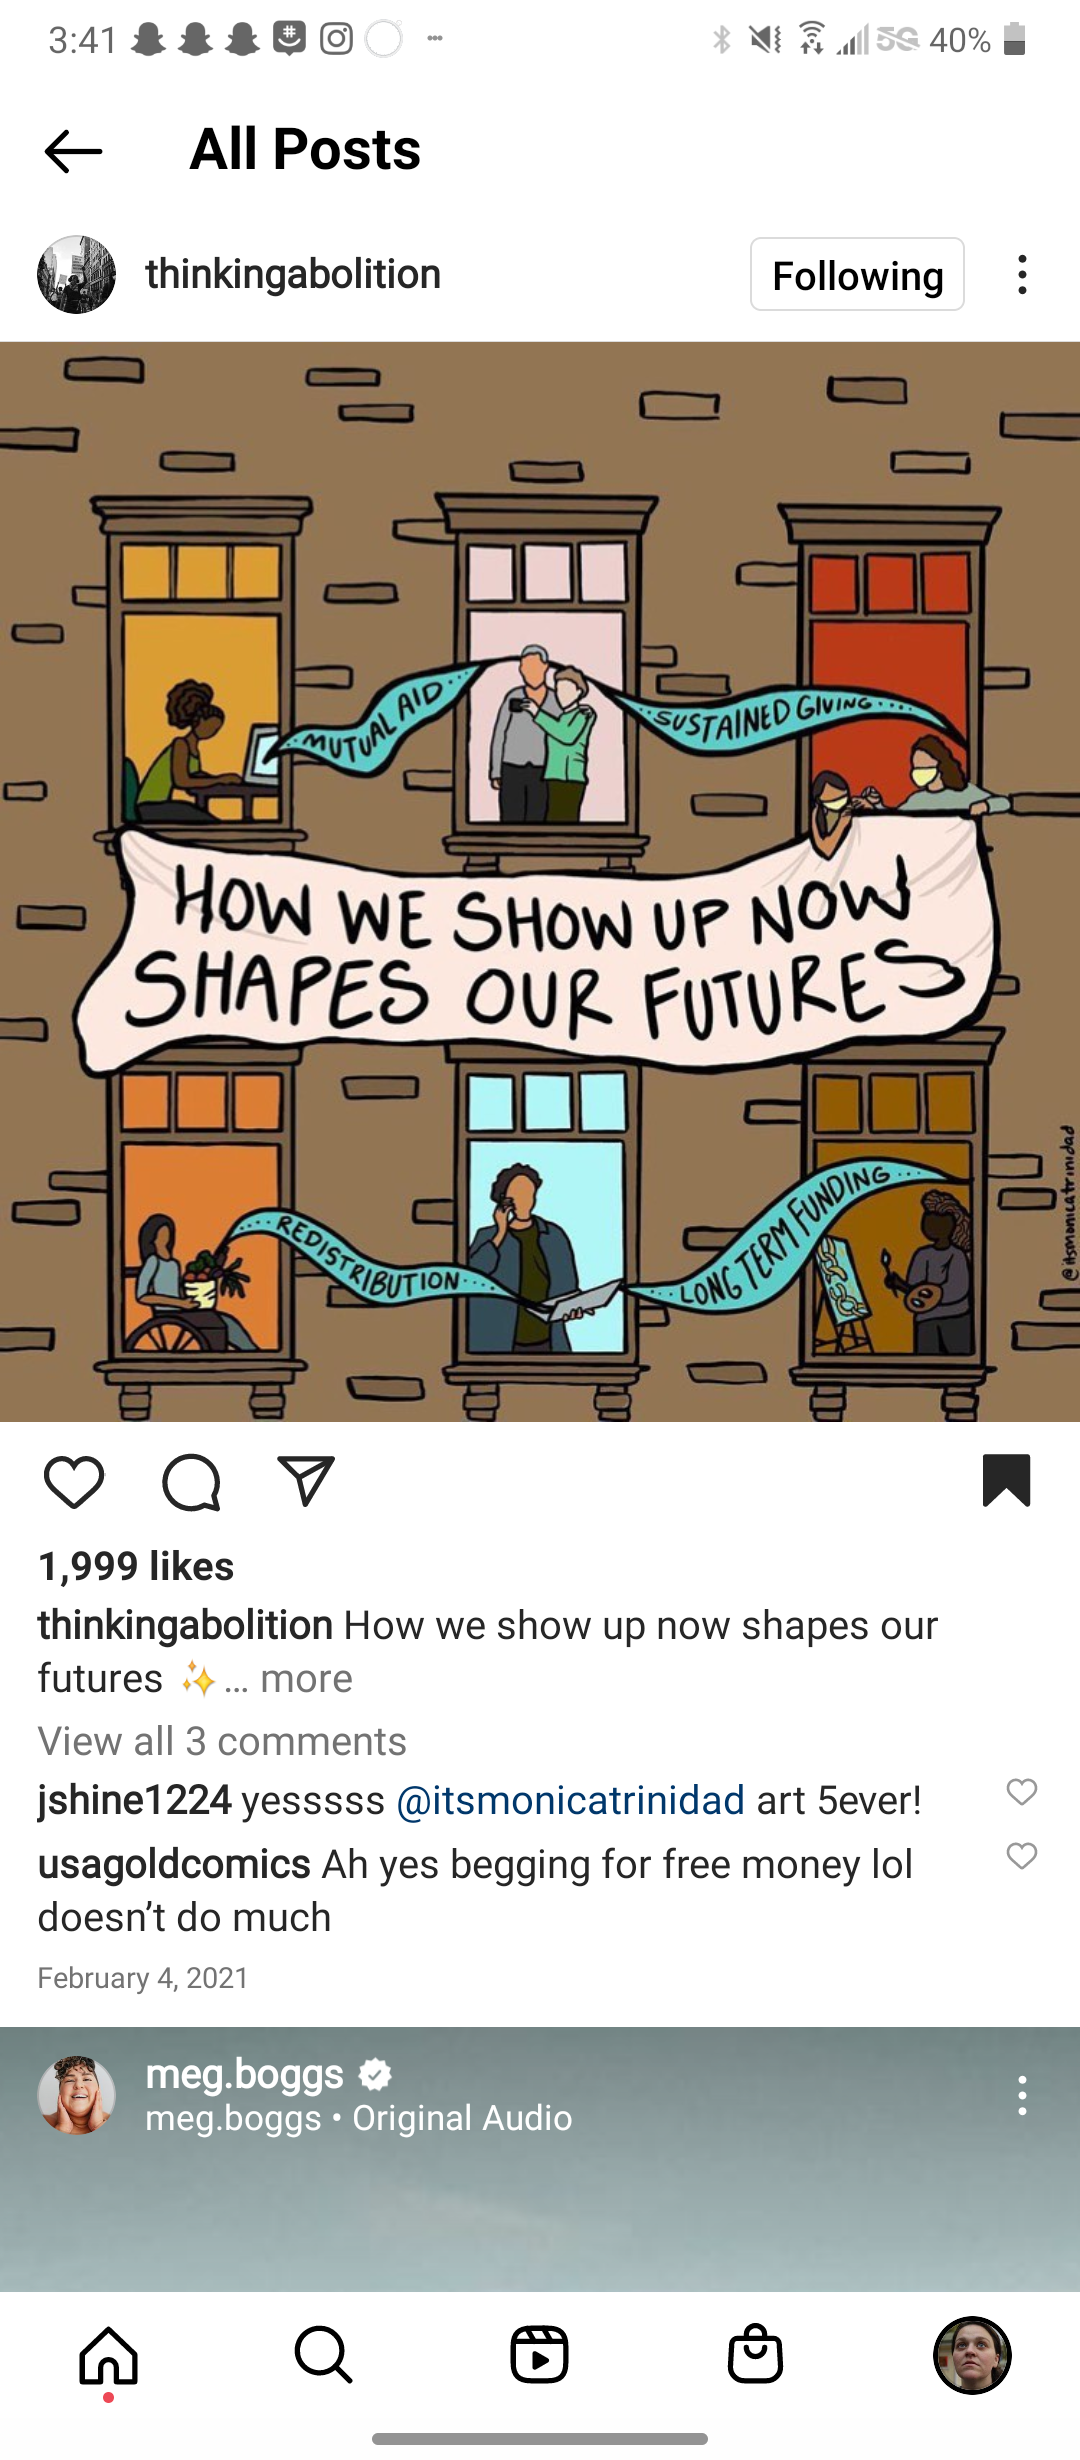 3:41
5G 40%
All Posts
thinkingabolition
Following
MUTUAL AID
SUSTAINED GIVING
HOW WE SHOW UP NOW
SHAPES OUR FUTURES
REDISTRIBUTION
LONG TERM FUNDING
@itsmonicatrinidad
1,999 likes
thinkingabolition How we show up now shapes our
futures ✨ ... more
View all 3 comments
jshine1224 yesssss @itsmonicatrinidad art 5ever!
usagoldcomics Ah yes begging for free money lol
doesn't do much
February 4, 2021
meg.boggs
meg.boggs • Original Audio